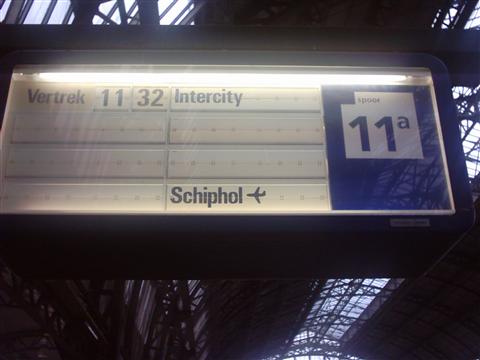 Vertrek 11 32 Intercity
spoor
11a
Schiphol